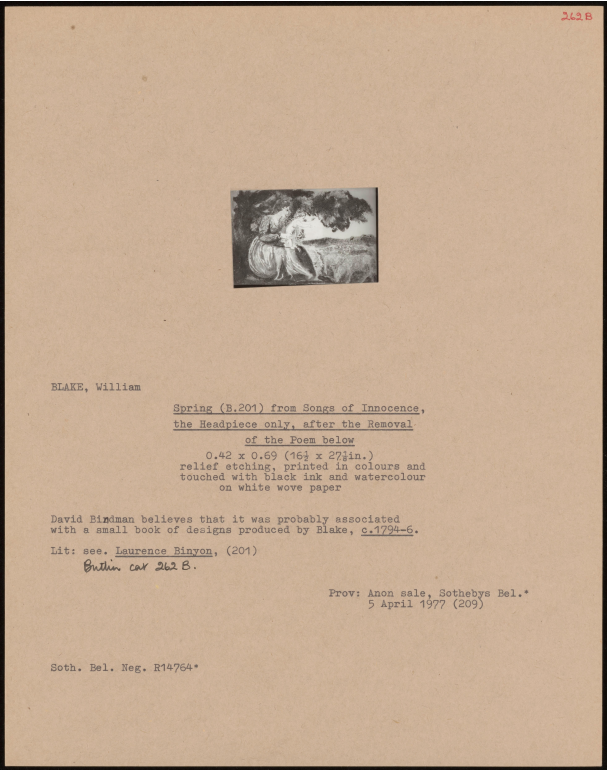 262B
BLAKE, William
Spring (B.201) from Songs of Innocence,
the Headpiece only, after the Removal
of the Poem below
0.42 x 0.69 (16½ x 27½in.)
relief etching, printed in colours and
touched with black ink and watercolour
on white wove paper
David Bindman believes that it was probably associated
with a small book of designs produced by Blake, c.1794-6.
Lit: see. Laurence Binyon, (201)
Butlin cat 262 B.
Prov: Anon sale, Sothebys Bel.*
5 April 1977 (209)
Soth. Bel. Neg. R14764*